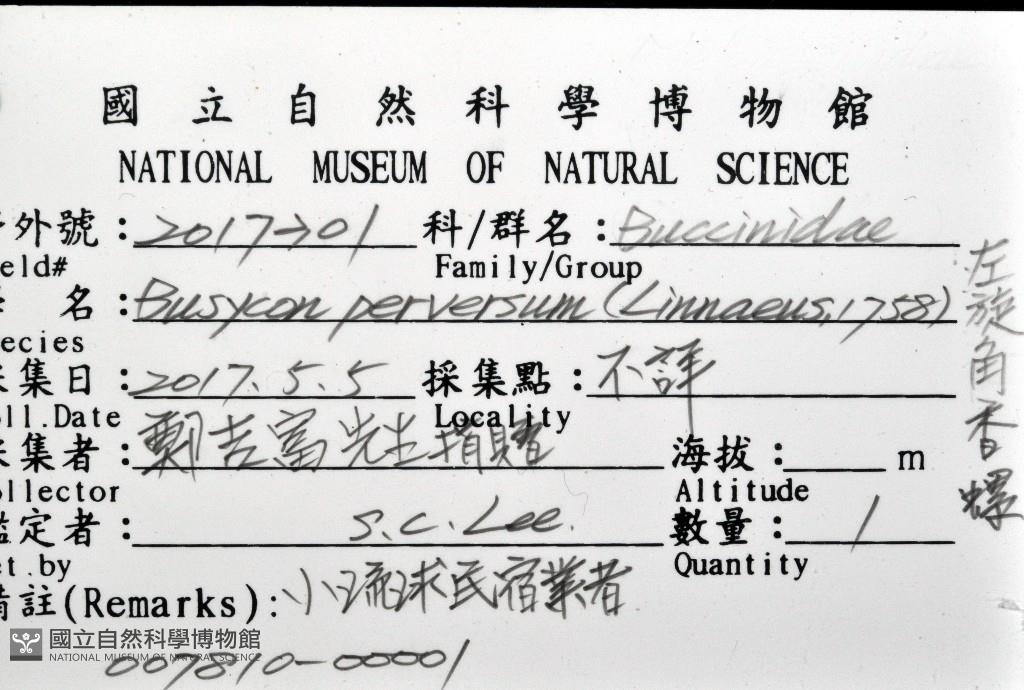 國立自然科學博物館
NATIONAL MUSEUM OF NATURAL SCIENCE
外號：2017→01 科/群名：Buccinidae
eld# Family/Group
名：Busycon perversum (Linnaeus, 1758)
ecies
集日：2017.5.5 採集點：不詳
ll.Date Locality
集者：鄭吉富先生捐贈 海拔：____m
llector Altitude
定者：S.C. Lee. 數量：1
t.by Quantity
註(Remarks)：小琉球民宿業者
007810-00001
左旋角香螺
國立自然科學博物館
NATIONAL MUSEUM OF NATURAL SCIENCE